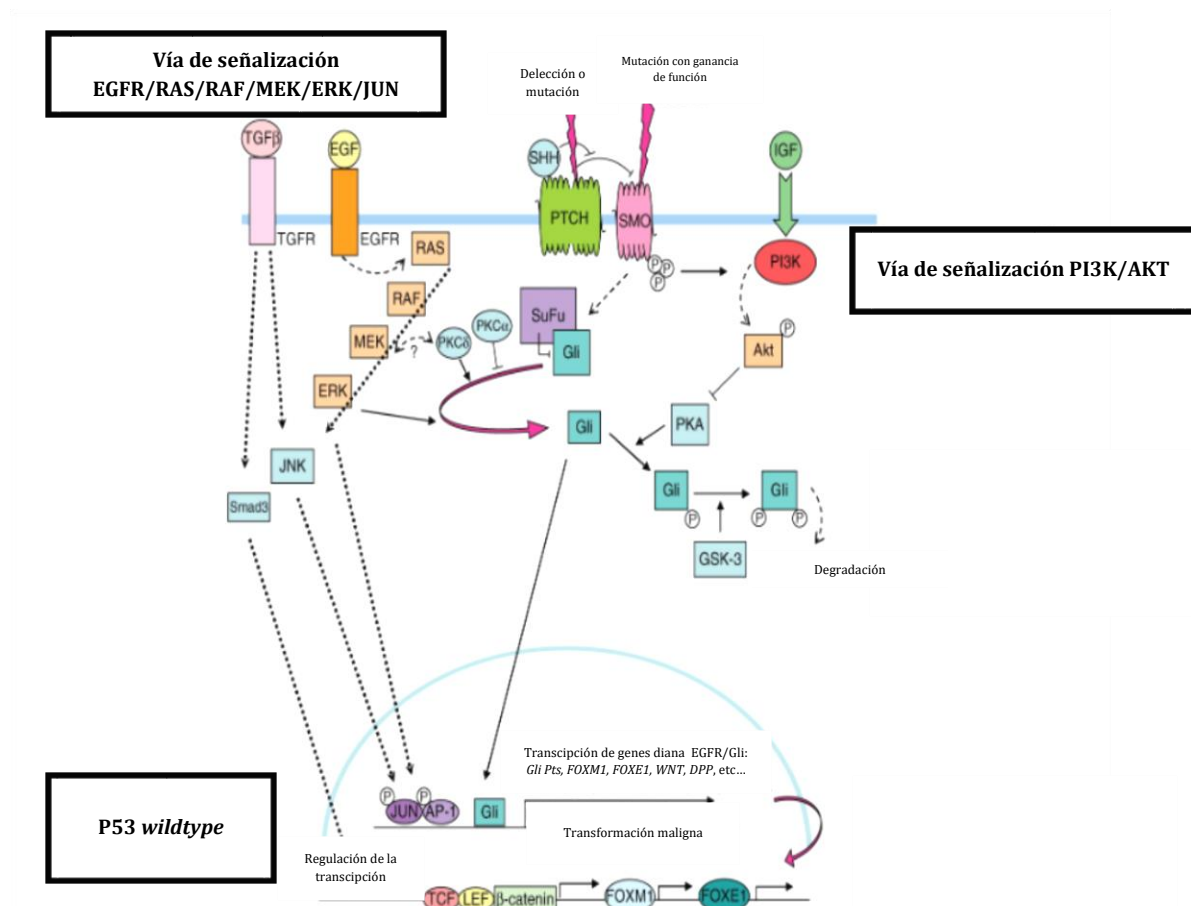 Vía de señalización
EGFR/RAS/RAF/MEK/ERK/JUN
Delección o
mutación
Mutación con ganancia
de función
TGFβ
EGF
SHH
IGF
PTCH
SMO
TGFR
EGFR
RAS
PI3K
P
P
P
Vía de señalización PI3K/AKT
RAF
SuFu
PKCα
MEK
?
PKCδ
Gli
P
Akt
ERK
Gli
PKA
JNK
Smad3
Gli
P
Gli
P
P
GSK-3
Degradación
Transcipción de genes diana EGFR/Gli:
Gli Pts, FOXM1, FOXE1, WNT, DPP, etc…
P
P
JUN
AP-1
Gli
P53 wildtype
Transformación maligna
Regulación de la
transcipción
TCF
LEF
β-catenin
FOXM1
FOXE1